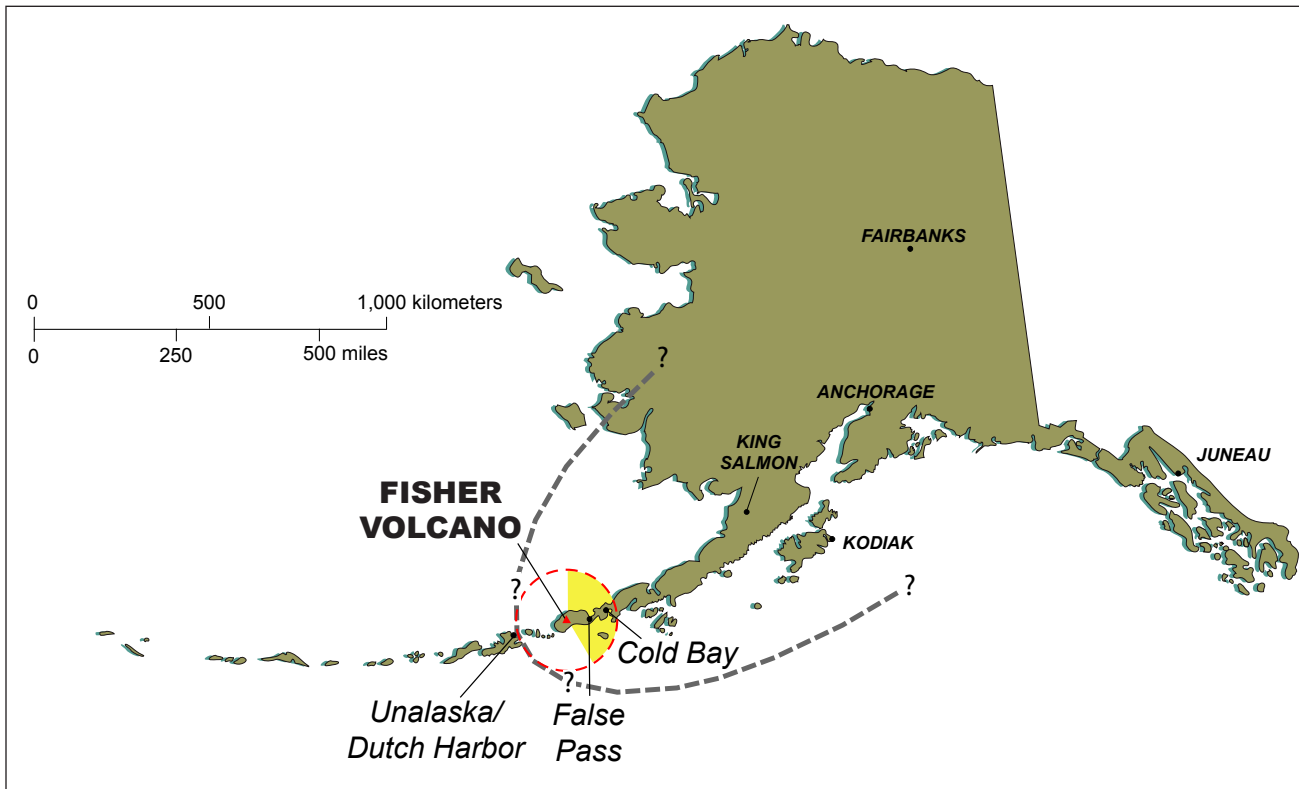 FAIRBANKS
0 500 1,000 kilometers
0 250 500 miles
?
ANCHORAGE
KING
SALMON
JUNEAU
FISHER
VOLCANO
KODIAK
?
?
Cold Bay
?
Unalaska/
Dutch Harbor
False
Pass